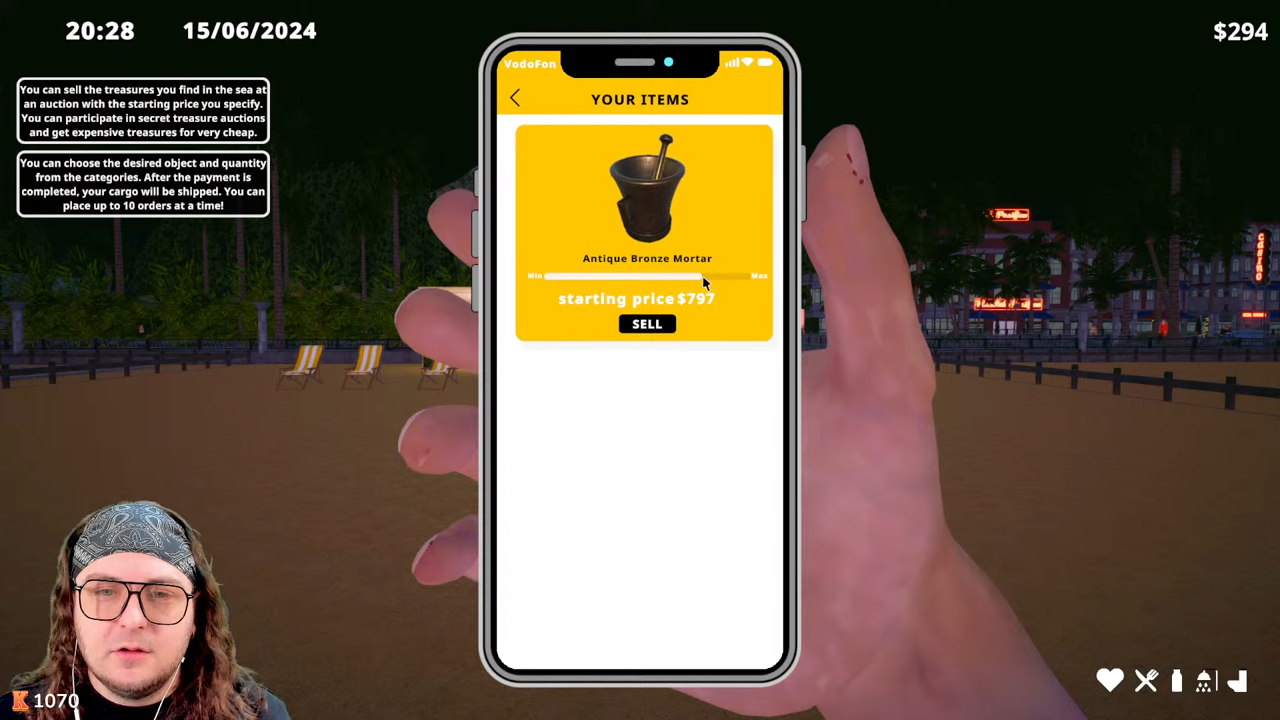 20:28
15/06/2024
$294
You can sell the treasures you find in the sea at
an auction with the starting price you specify.
You can participate in secret treasure auctions
and get expensive treasures for very cheap.
You can choose the desired object and quantity
from the categories. After the payment is
completed, your cargo will be shipped. You can
place up to 10 orders at a time!
VodoFon
YOUR ITEMS
Antique Bronze Mortar
Min
Max
starting price $797
SELL
CASINO
K 1070